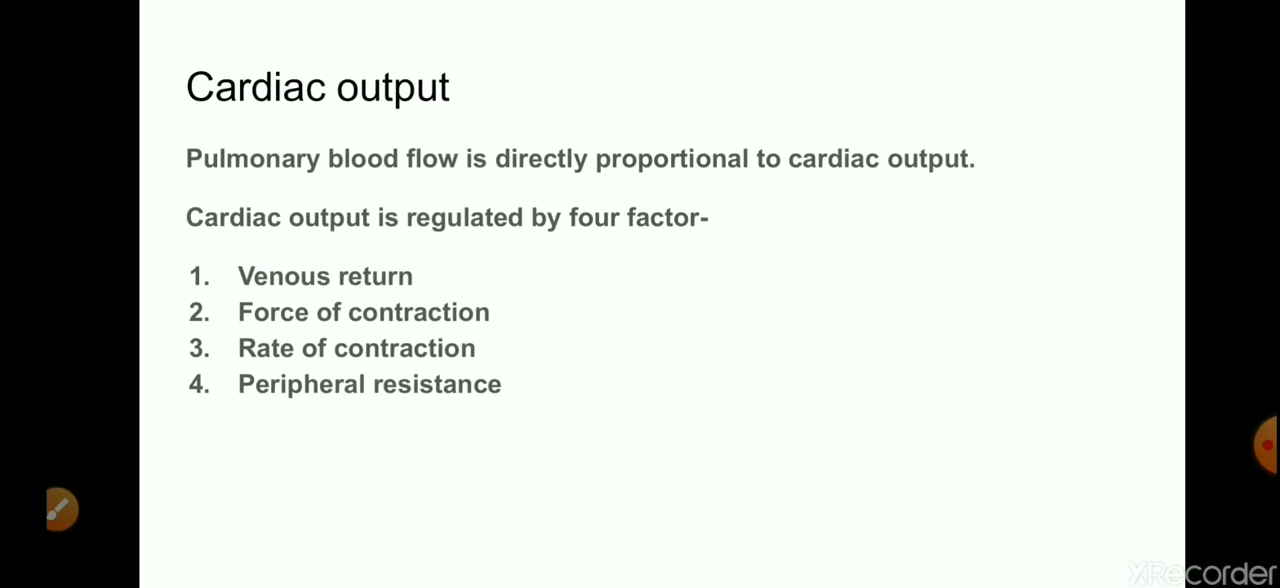 Cardiac output
Pulmonary blood flow is directly proportional to cardiac output.
Cardiac output is regulated by four factor-
1. Venous return
2. Force of contraction
3. Rate of contraction
4. Peripheral resistance
XRecorder